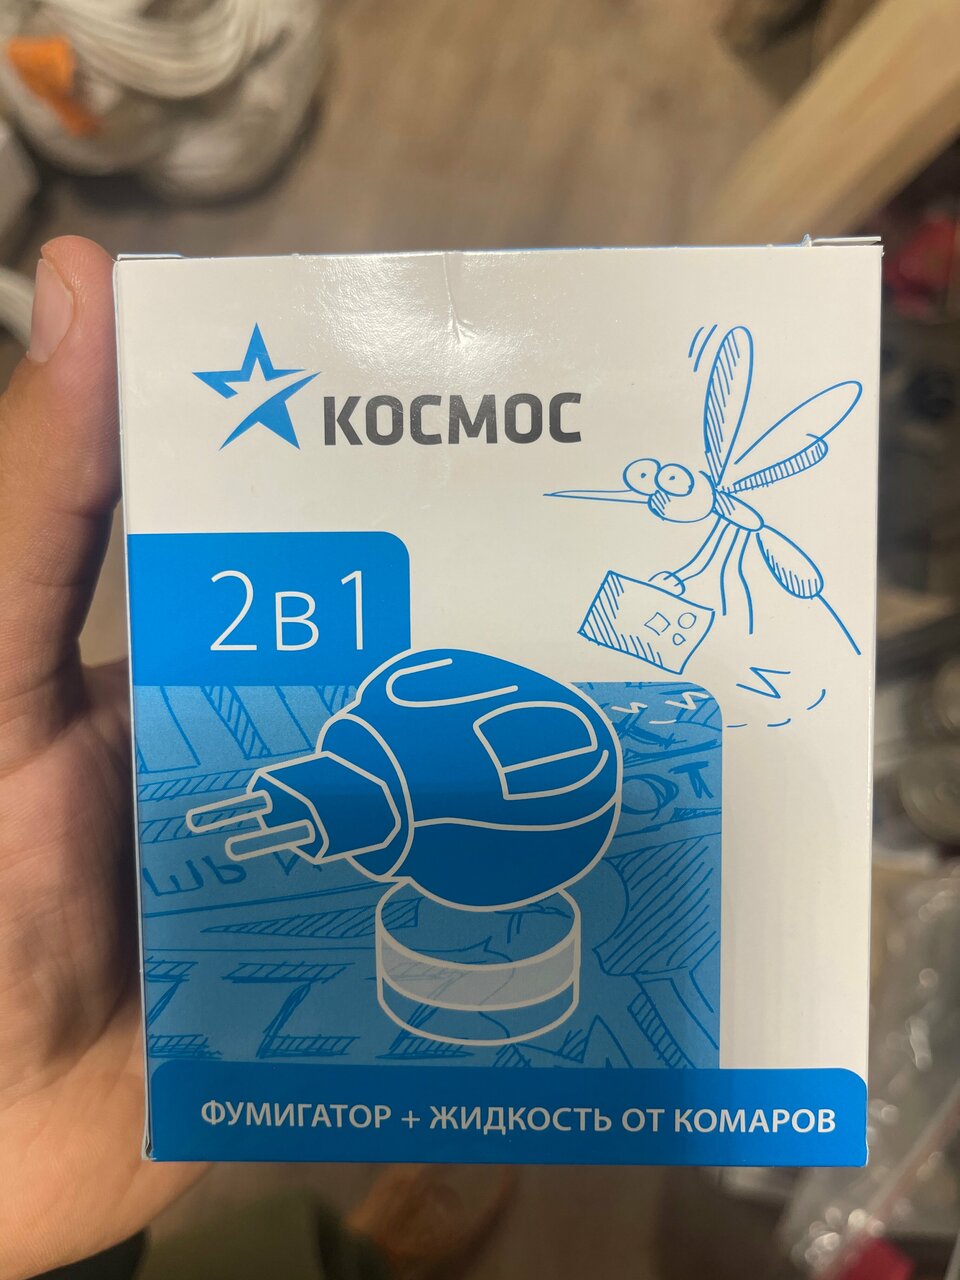 КОСМОС
2в1
ФУМИГАТОР + ЖИДКОСТЬ ОТ КОМАРОВ